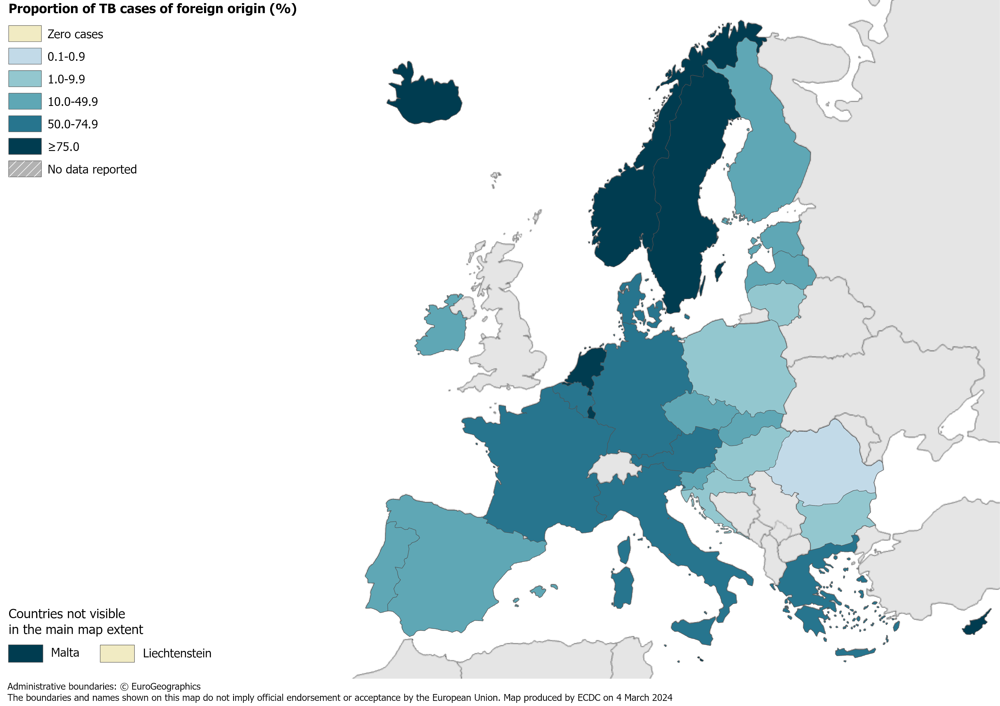 Proportion of TB cases of foreign origin (%)
Zero cases
0.1-0.9
1.0-9.9
10.0-49.9
50.0-74.9
≥75.0
No data reported
Countries not visible
in the main map extent
Malta
Liechtenstein
Administrative boundaries: © EuroGeographics
The boundaries and names shown on this map do not imply official endorsement or acceptance by the European Union. Map produced by ECDC on 4 March 2024